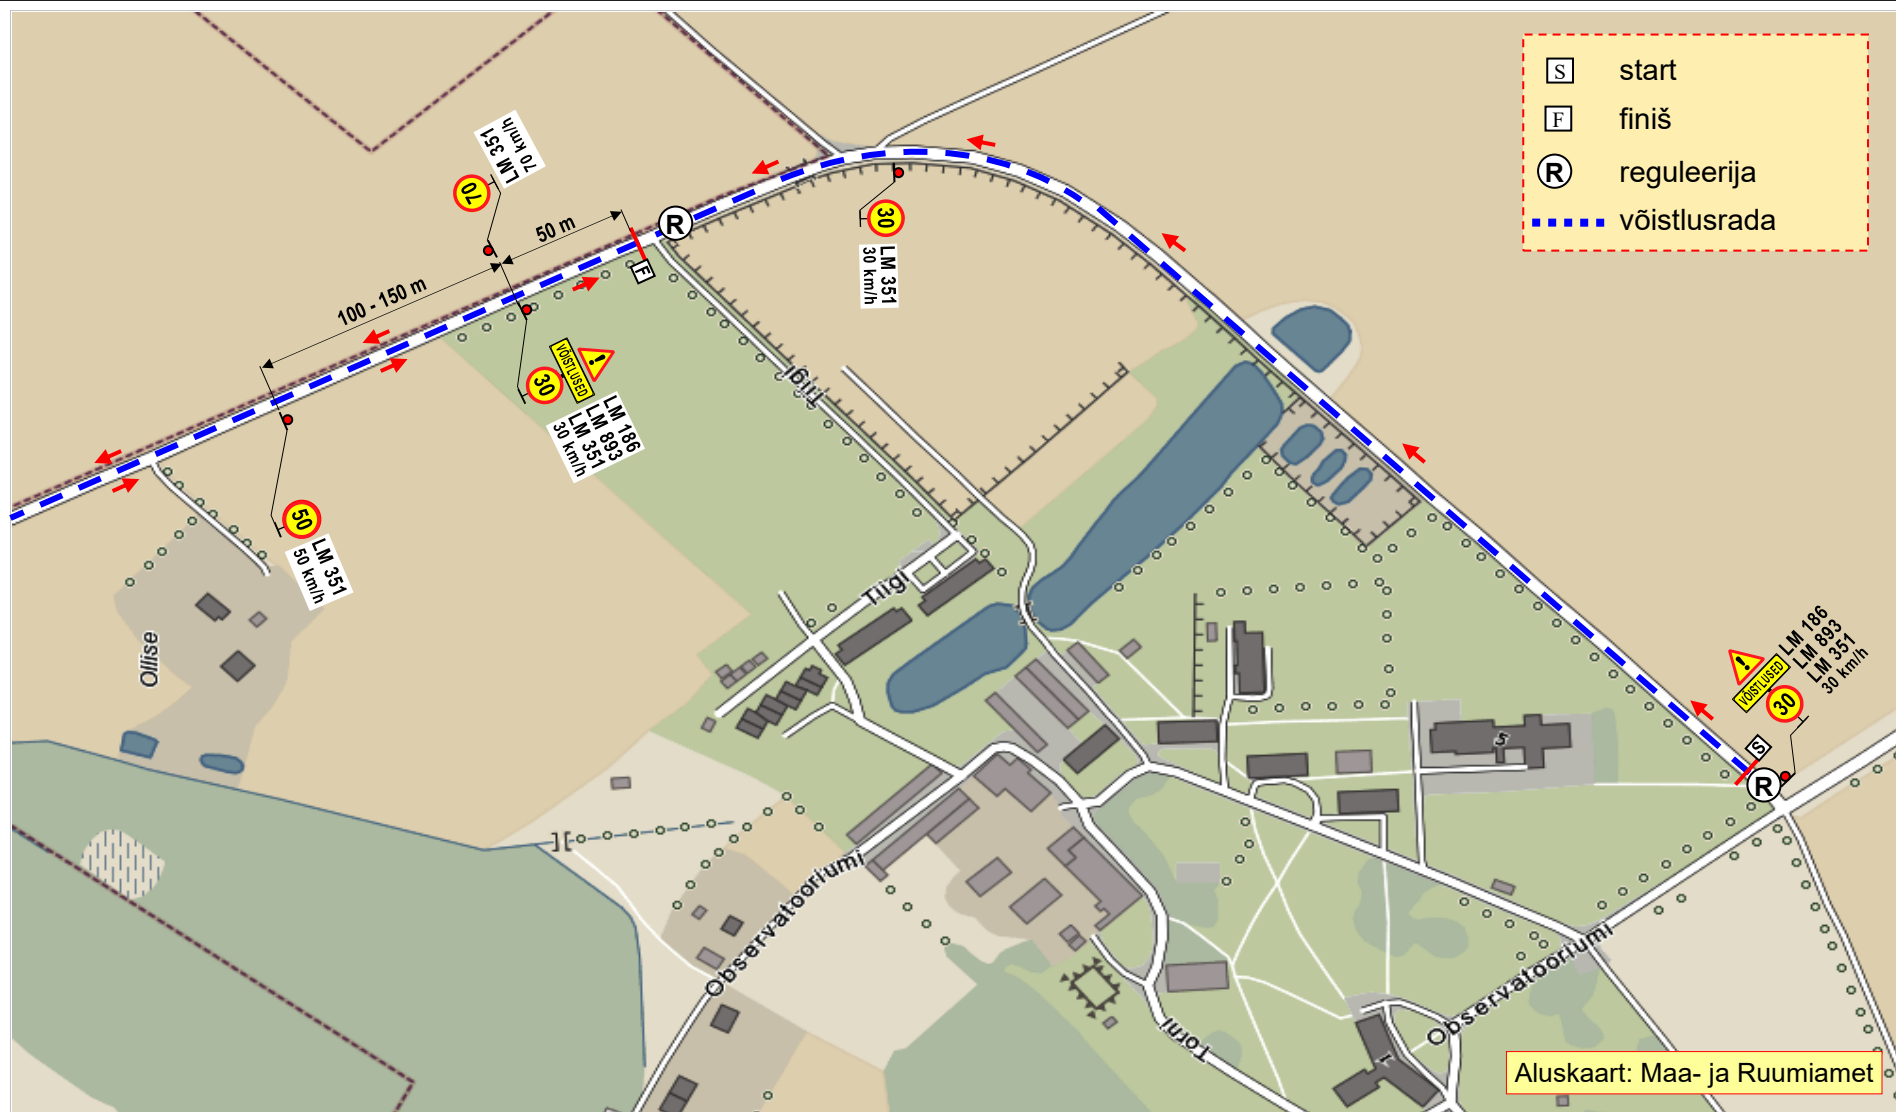 S start
F finiš
R reguleerija
võistlusrada
LM 351
70 km/h
70
50 m
R
F
100 - 150 m
30
LM 351
30 km/h
VÕISTLUSED
30
LM 186
LM 893
LM 351
30 km/h
50
LM 351
50 km/h
Tiigi
Tiigi
Ollise
LM 186
LM 893
LM 351
30 km/h
VÕISTLUSED
30
S
R
5
Observatooriumi
Observatooriumi
Torni
1
Aluskaart: Maa- ja Ruumiamet